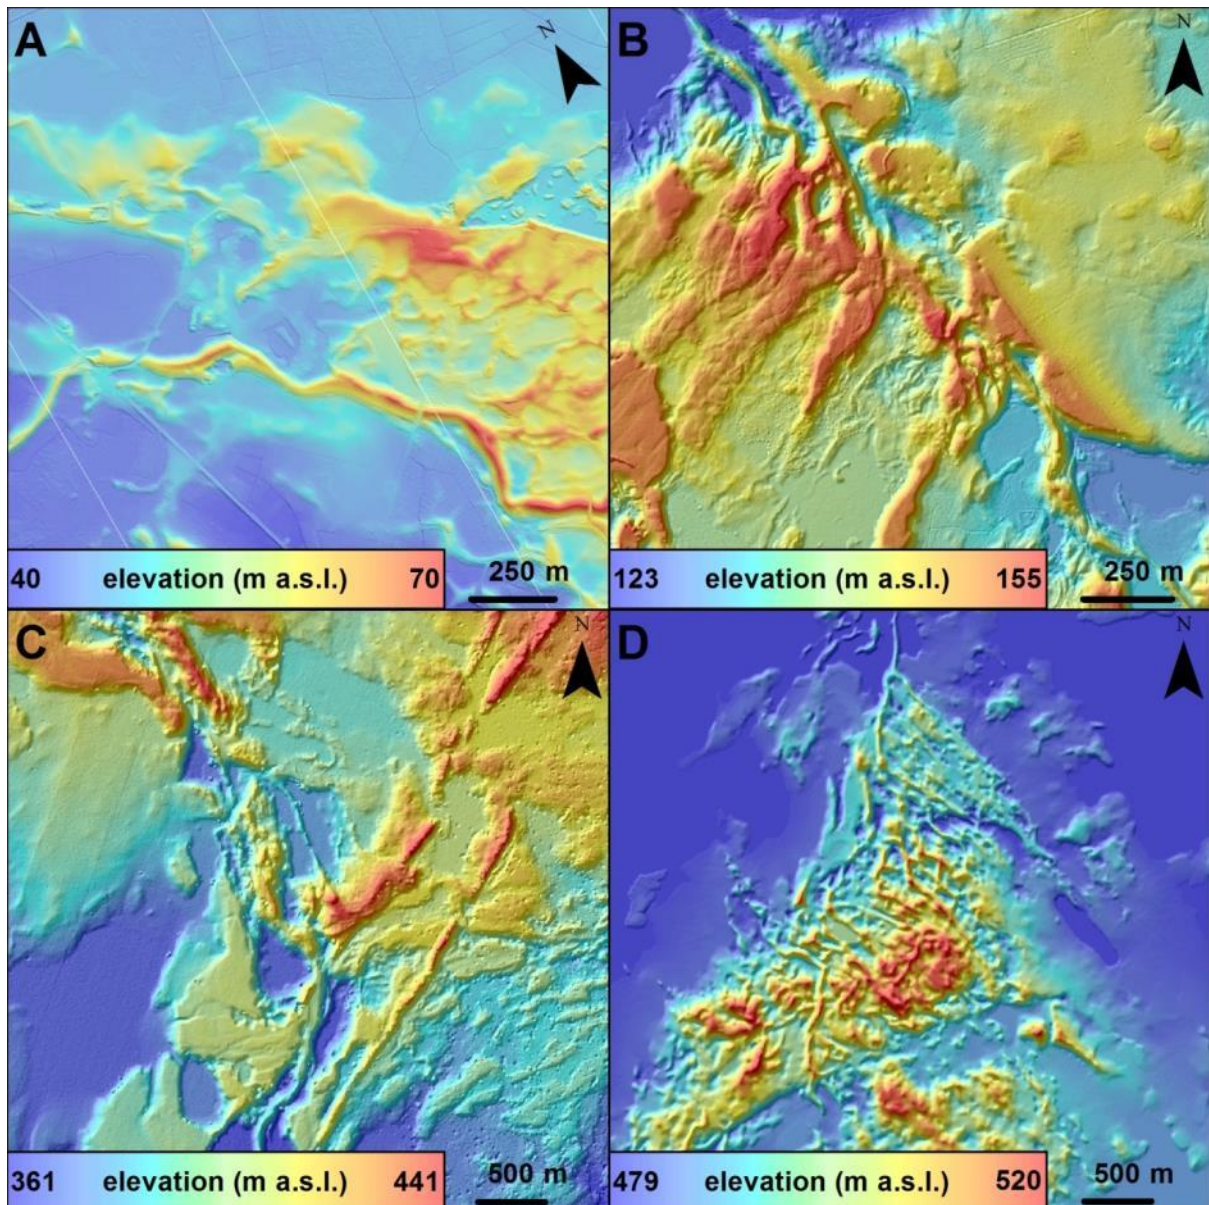 A
N
B
N
40 elevation (m a.s.l.) 70
250 m
123 elevation (m a.s.l.) 155
250 m
C
N
D
N
361 elevation (m a.s.l.) 441
500 m
479 elevation (m a.s.l.) 520
500 m